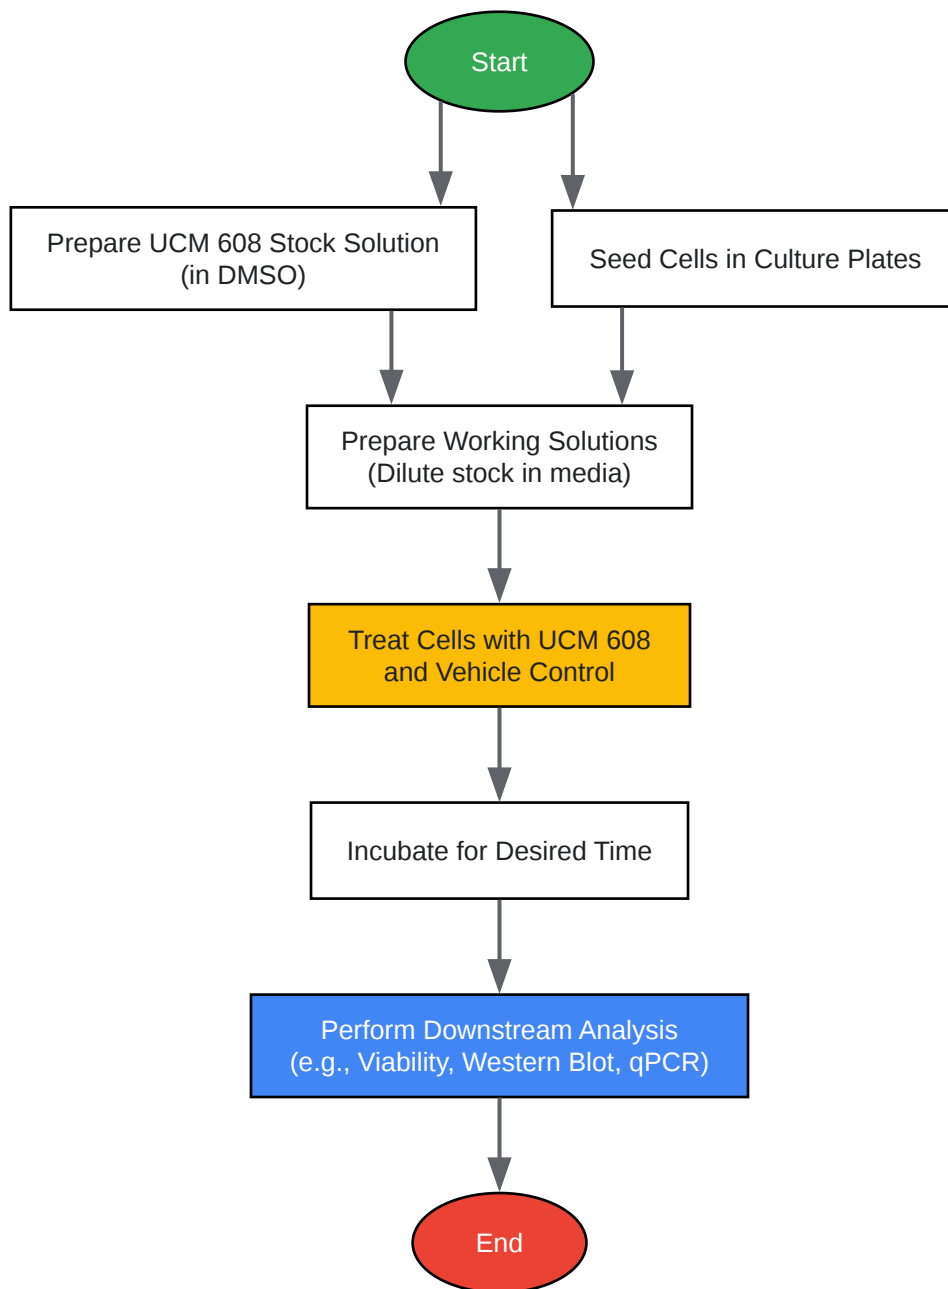 Start
Prepare UCM 608 Stock Solution
(in DMSO)
Seed Cells in Culture Plates
Prepare Working Solutions
(Dilute stock in media)
Treat Cells with UCM 608
and Vehicle Control
Incubate for Desired Time
Perform Downstream Analysis
(e.g., Viability, Western Blot, qPCR)
End